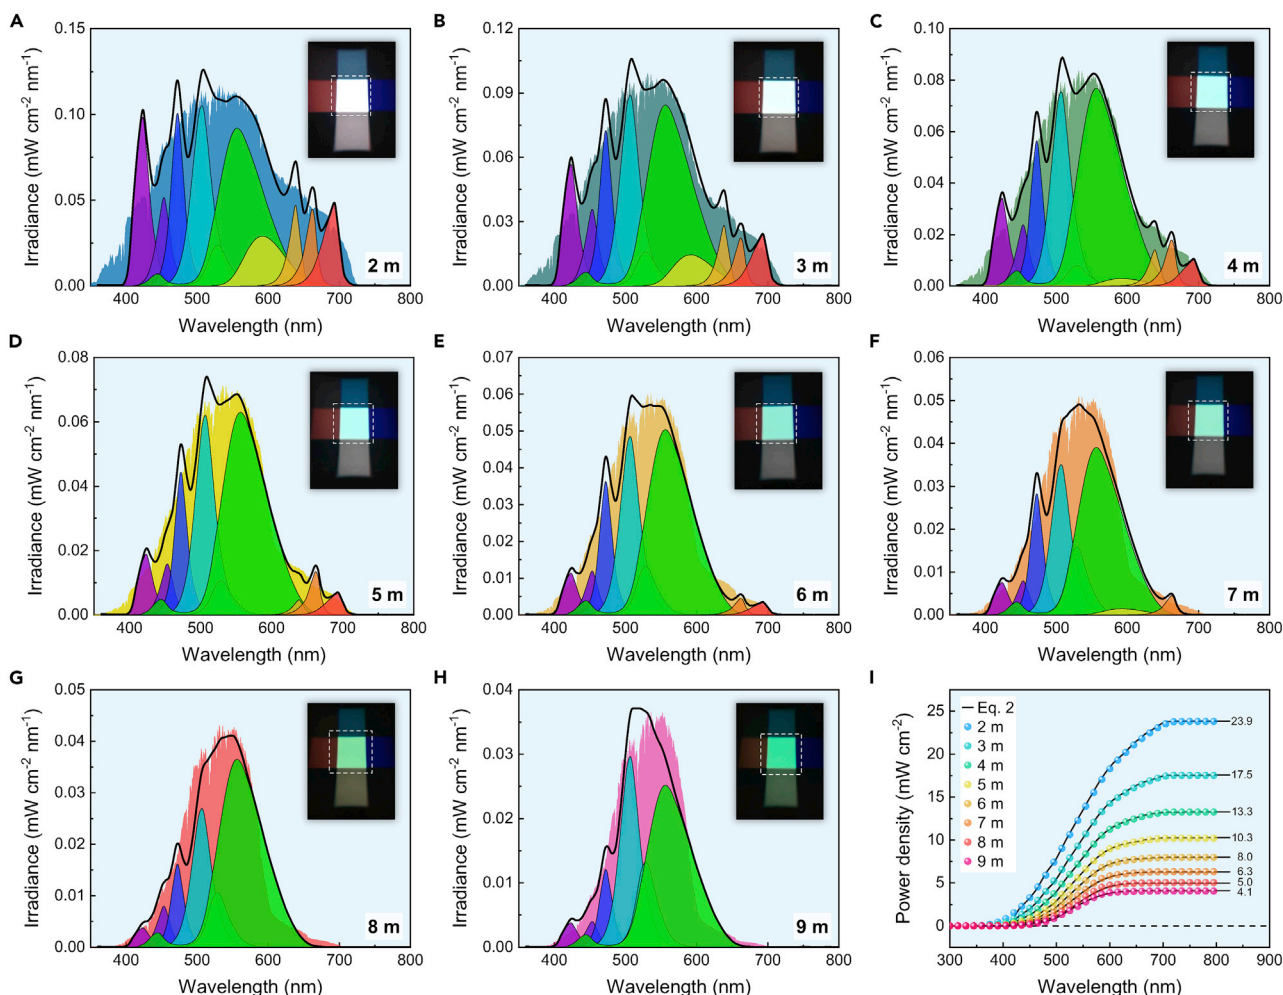 A
Irradiance (mW cm-2 nm-1)
0.15
0.10
0.05
0.00
400 500 600 700 800
Wavelength (nm)
2 m
B
Irradiance (mW cm-2 nm-1)
0.12
0.09
0.06
0.03
0.00
400 500 600 700 800
Wavelength (nm)
3 m
C
Irradiance (mW cm-2 nm-1)
0.10
0.08
0.06
0.04
0.02
0.00
400 500 600 700 800
Wavelength (nm)
4 m
D
Irradiance (mW cm-2 nm-1)
0.08
0.06
0.04
0.02
0.00
400 500 600 700 800
Wavelength (nm)
5 m
E
Irradiance (mW cm-2 nm-1)
0.07
0.06
0.05
0.04
0.03
0.01
0.00
400 500 600 700 800
Wavelength (nm)
6 m
F
Irradiance (mW cm-2 nm-1)
0.06
0.05
0.04
0.03
0.01
0.00
300 400 500 600 700 800
Wavelength (nm)
7 m
G
Irradiance (mW cm-2 nm-1)
0.05
0.04
0.03
0.02
0.01
0.00
350 400 500 600 700 800
Wavelength (nm)
8 m
H
Irradiance (mW cm-2 nm-1)
0.04
0.03
0.02
0.01
0.00
350 400 500 600 700 800
Wavelength (nm)
9 m
I
Power density (mW cm-2)
25
23
20
18
15
13
10
5
3
0
Eq. 2
2 m
3 m
4 m
5 m
6 m
7 m
8 m
9 m
23.9
17.5
13.3
10.3
8.0
6.3
5.0
4.1
300 400 500 600 700 800 900
Wavelength (nm)